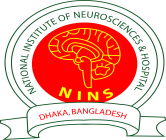 NATIONAL INSTITUTE OF NEUROSCIENCES & HOSPITAL
NINS
DHAKA, BANGLADESH